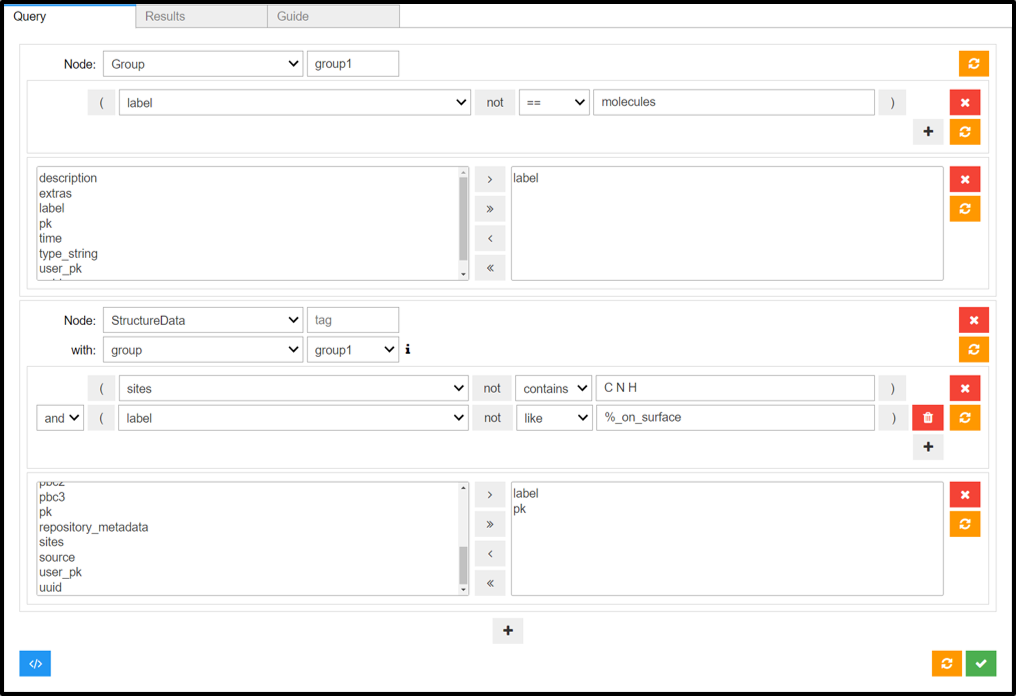 Query Results Guide
Node: Group group1
( label not == molecules )
+
description
extras
label
pk
time
type_string
user_pk
> 
»
<
«
label
Node: StructureData tag
with: group group1 i
( sites not contains C N H )
and ( label not like %_on_surface )
+
pbc3
pk
repository_metadata
sites
source
user_pk
uuid
>
»
<
«
label
pk
+
</>